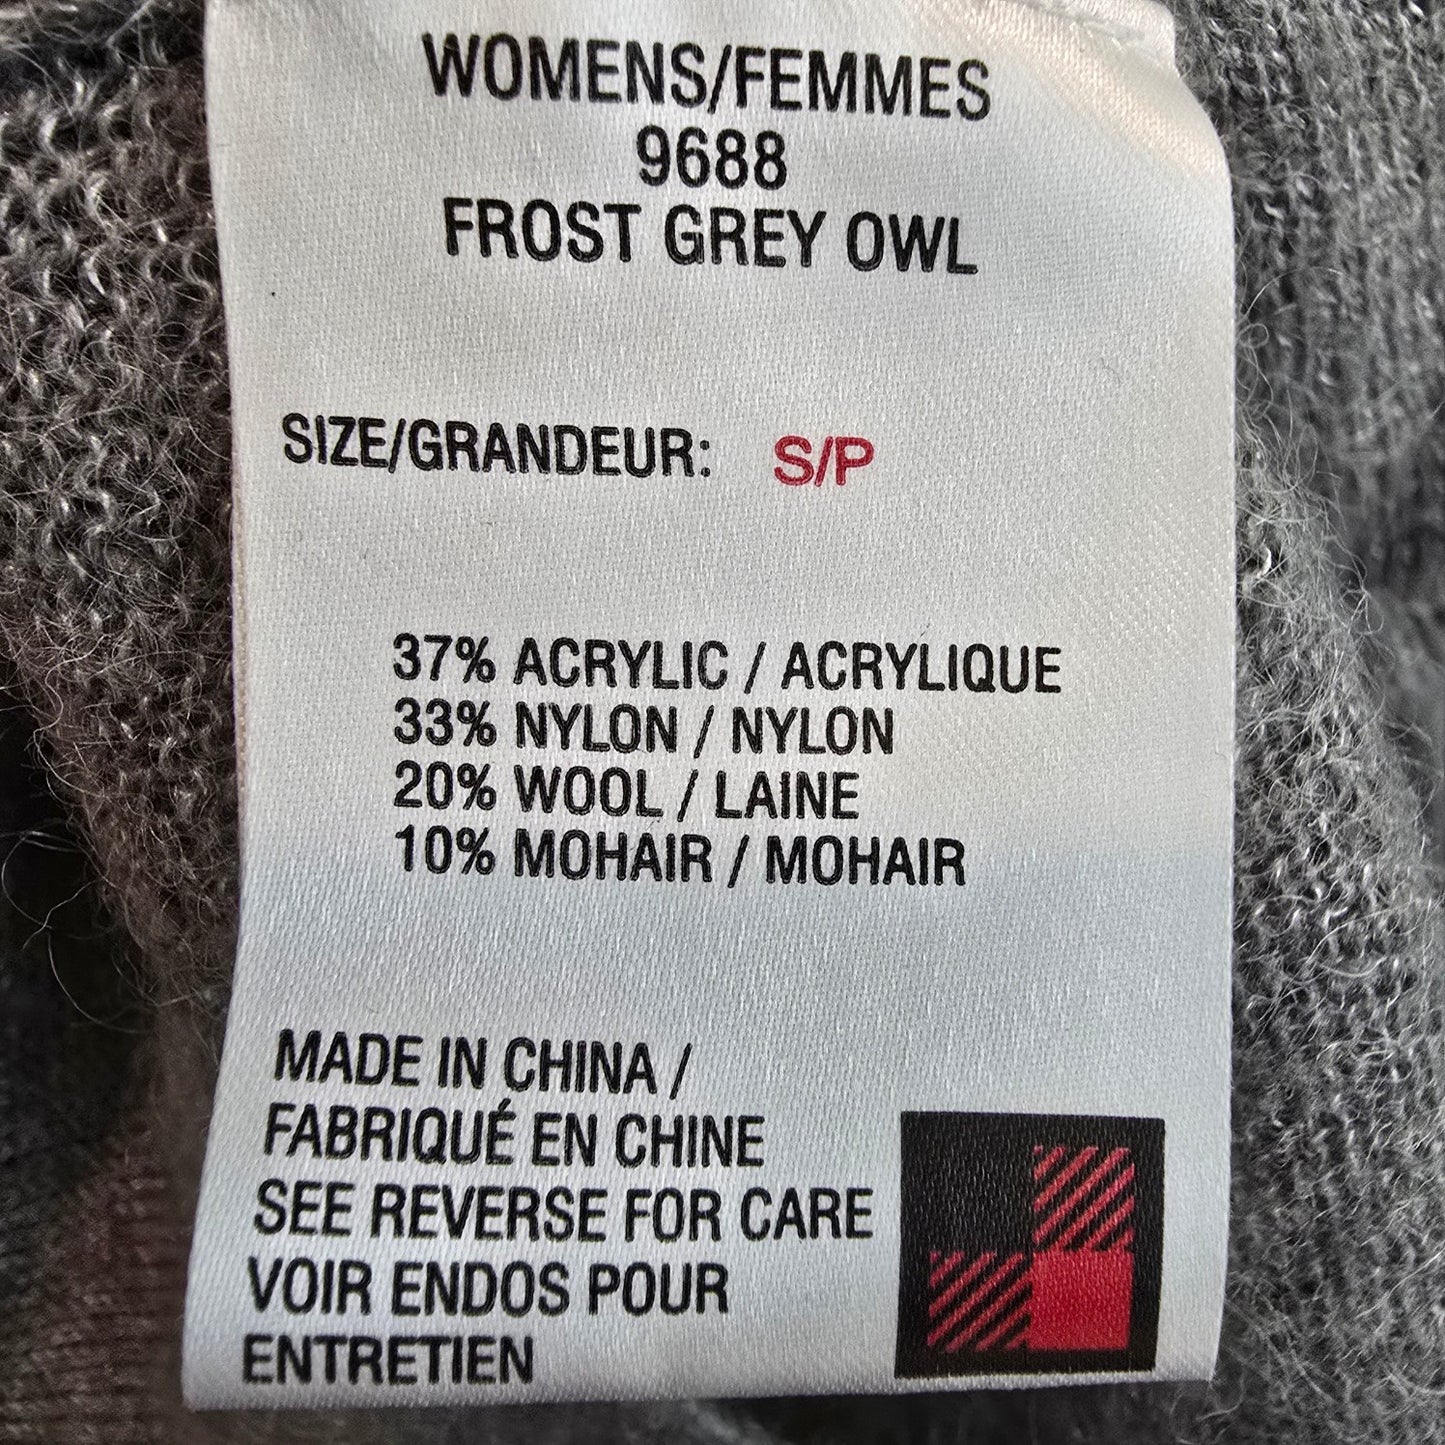 WOMENS/FEMMES
9688
FROST GREY OWL
SIZE/GRANDEUR: S/P
37% ACRYLIC / ACRYLIQUE
33% NYLON / NYLON
20% WOOL / LAINE
10% MOHAIR / MOHAIR
MADE IN CHINA /
FABRIQUÉ EN CHINE
SEE REVERSE FOR CARE
VOIR ENDOS POUR
ENTRETIEN